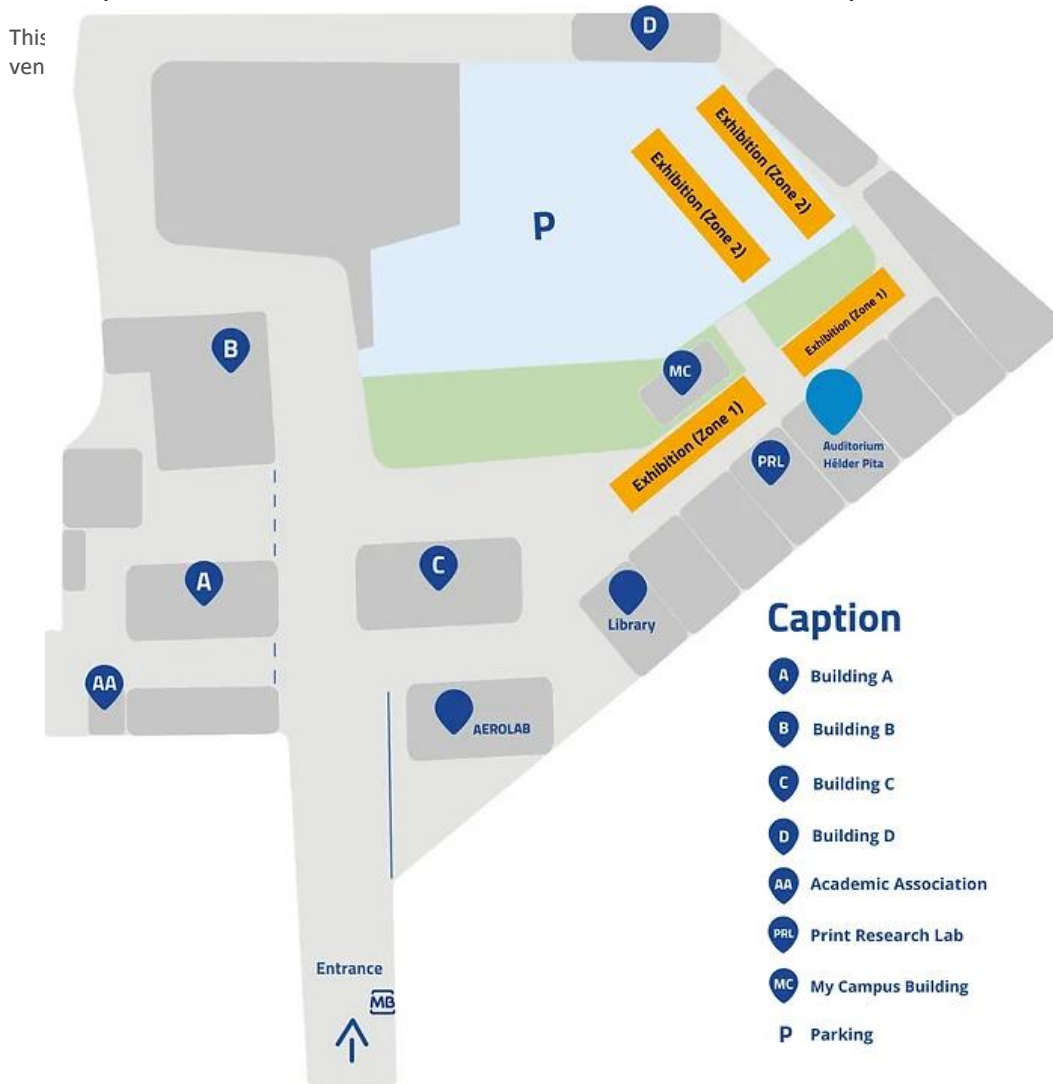 This
ven
D
Exhibition (Zone 2)
Exhibition (Zone 2)
P
Exhibition (Zone 1)
B
MC
Exhibition (Zone 1)
Auditorium
Hélder Pita
PRL
C
A
Library
AA
AEROLAB
Entrance
MB
Caption
A Building A
B Building B
C Building C
D Building D
AA Academic Association
PRL Print Research Lab
MC My Campus Building
P Parking